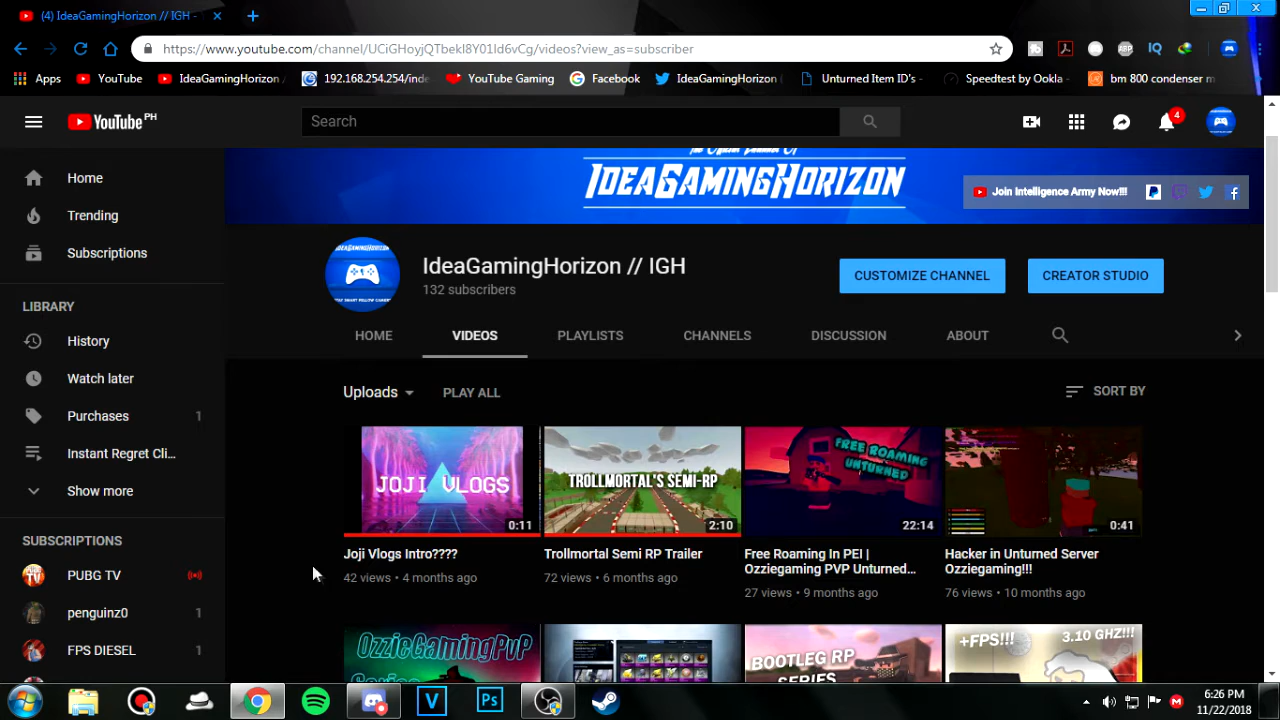 (4) IdeaGamingHorizon // IGH -
https://www.youtube.com/channel/UCiGHoyjQTbekI8Y01Id6vCg/videos?view_as=subscriber
ABP
IQ
Apps
YouTube
IdeaGamingHorizon /
192.168.254.254/inde
YouTube Gaming
Facebook
IdeaGamingHorizon (
Unturned Item ID's -
Speedtest by Ookla -
bm 800 condenser m
YouTube PH
Search
4
IDEAGAMINGHORIZON
Join Intelligence Army Now!!!
Home
Trending
Subscriptions
LIBRARY
History
Watch later
Purchases 1
Instant Regret Cli...
Show more
SUBSCRIPTIONS
PUBG TV
penguinz0 1
FPS DIESEL 1
IDEAGAMINGHORIZON
IdeaGamingHorizon // IGH
132 subscribers
CUSTOMIZE CHANNEL
CREATOR STUDIO
HOME
VIDEOS
PLAYLISTS
CHANNELS
DISCUSSION
ABOUT
Uploads
PLAY ALL
SORT BY
JOJI VLOGS
0:11
Joji Vlogs Intro????
42 views • 4 months ago
TROLLMORTAL'S SEMI-RP
2:10
Trollmortal Semi RP Trailer
72 views • 6 months ago
FREE ROAMING
UNTURNED
22:14
Free Roaming In PEI |
Ozziegaming PVP Unturned...
27 views • 9 months ago
0:41
Hacker in Unturned Server
Ozziegaming!!!
76 views • 10 months ago
OzzieGamingPvP
Series
BOOTLEG RP
SERIES
+FPS!!!
3.10 GHZ!!!
V
Ps
6:26 PM
11/22/2018